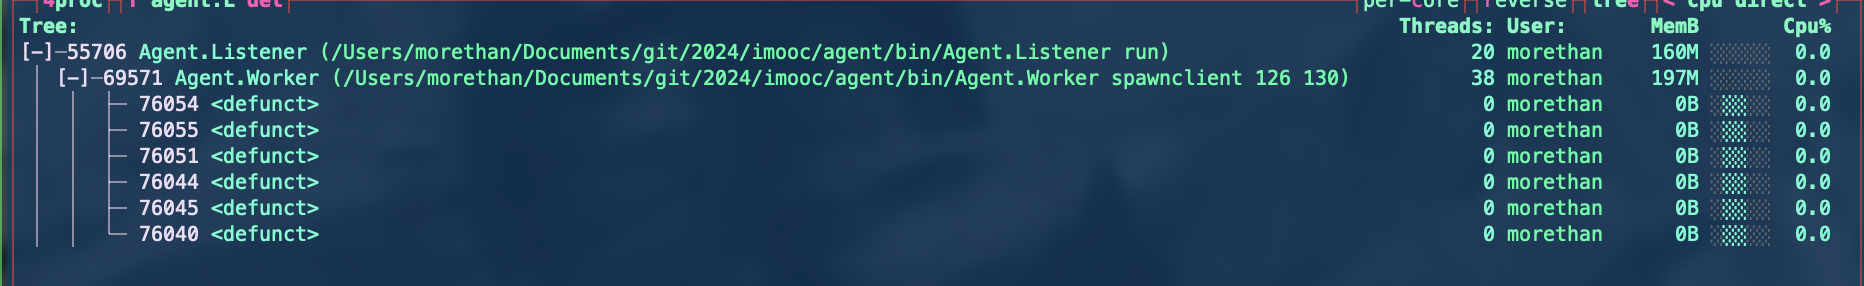 4proc f agent.L del per-core reverse tree < cpu direct >
Tree: Threads: User: MemB Cpu%
[-]-55706 Agent.Listener (/Users/morethan/Documents/git/2024/imooc/agent/bin/Agent.Listener run) 20 morethan 160M 0.0
[-]-69571 Agent.Worker (/Users/morethan/Documents/git/2024/imooc/agent/bin/Agent.Worker spawnclient 126 130) 38 morethan 197M 0.0
76054 <defunct> 0 morethan 0B 0.0
76055 <defunct> 0 morethan 0B 0.0
76051 <defunct> 0 morethan 0B 0.0
76044 <defunct> 0 morethan 0B 0.0
76045 <defunct> 0 morethan 0B 0.0
76040 <defunct> 0 morethan 0B 0.0